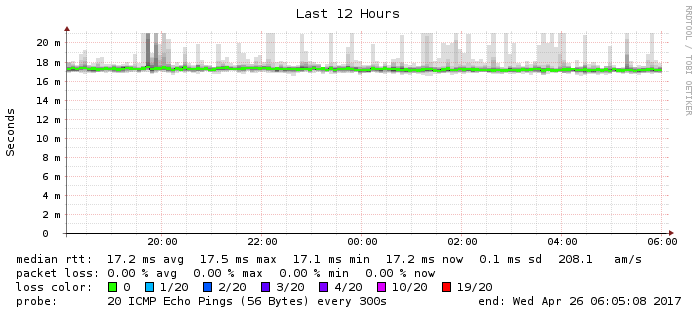 Last 12 Hours
RRDTOOL / TOBI OETIKER
Seconds
20 m
18 m
16 m
14 m
12 m
10 m
8 m
6 m
4 m
2 m
0
20:00 22:00 00:00 02:00 04:00 06:00
median rtt: 17.2 ms avg 17.5 ms max 17.1 ms min 17.2 ms now 0.1 ms sd 208.1 am/s
packet loss: 0.00 % avg 0.00 % max 0.00 % min 0.00 % now
loss color: 0 1/20 2/20 3/20 4/20 10/20 19/20
probe: 20 ICMP Echo Pings (56 Bytes) every 300s end: Wed Apr 26 06:05:08 2017